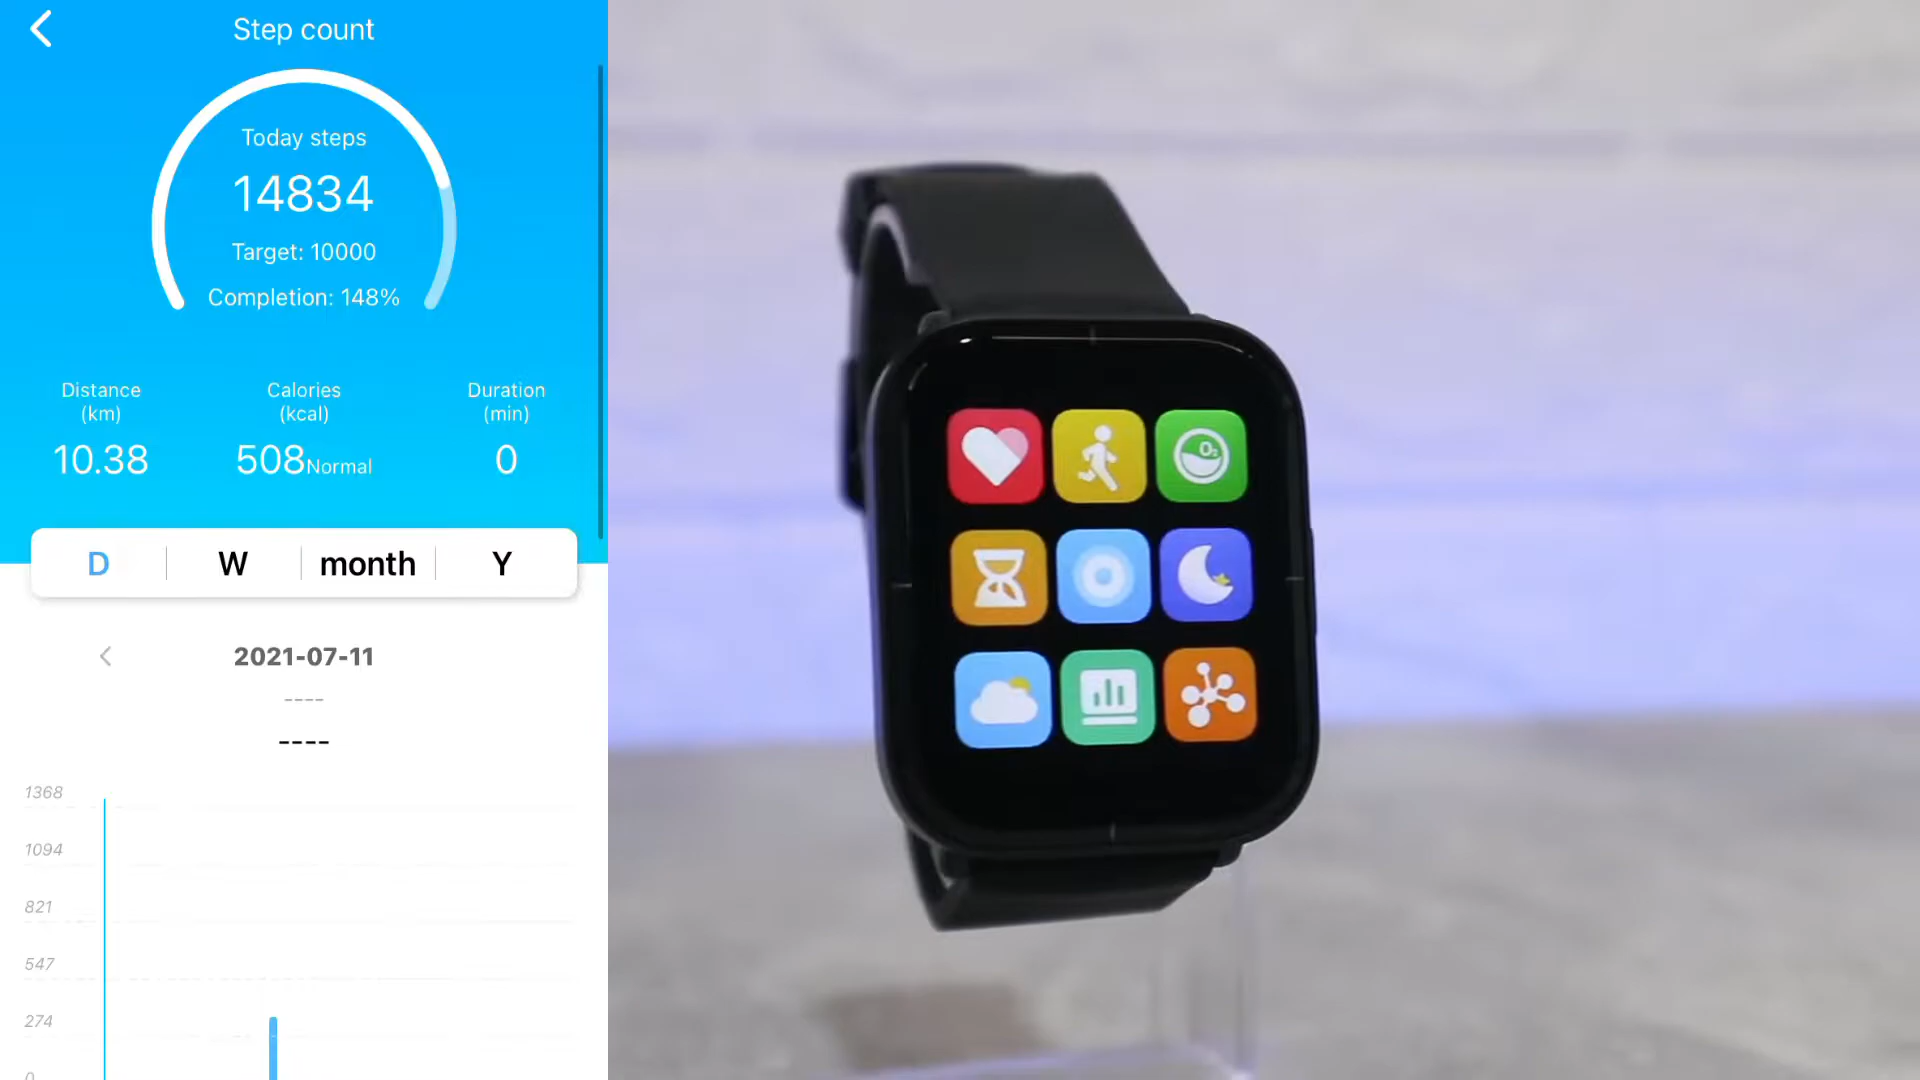 Step count
Today steps
14834
Target: 10000
Completion: 148%
Distance
(km)
10.38
Calories
(kcal)
508Normal
Duration
(min)
0
D
W
month
Y
2021-07-11
----
----
1368
1094
821
547
274
0
O₂